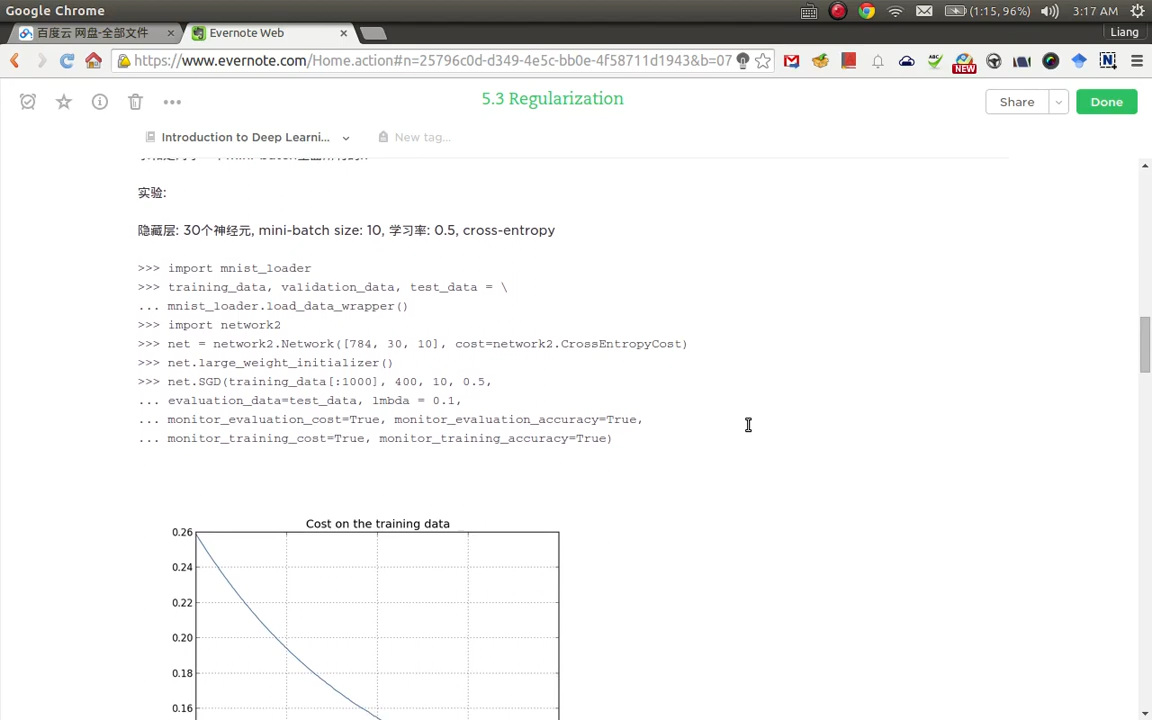 Google Chrome
(1:15, 96%)
3:17 AM
百度云 网盘-全部文件
Evernote Web
Liang
https://www.evernote.com/Home.action#n=25796c0d-d349-4e5c-bb0e-4f58711d1943&b=07
NEW
5.3 Regularization
Share
Done
Introduction to Deep Learni...
New tag...
实验:
隐藏层: 30个神经元, mini-batch size: 10, 学习率: 0.5, cross-entropy
>>> import mnist_loader
>>> training_data, validation_data, test_data = \
... mnist_loader.load_data_wrapper()
>>> import network2
>>> net = network2.Network([784, 30, 10], cost=network2.CrossEntropyCost)
>>> net.large_weight_initializer()
>>> net.SGD(training_data[:1000], 400, 10, 0.5,
... evaluation_data=test_data, lmbda = 0.1,
... monitor_evaluation_cost=True, monitor_evaluation_accuracy=True,
... monitor_training_cost=True, monitor_training_accuracy=True)
Cost on the training data
0.26
0.24
0.22
0.20
0.18
0.16